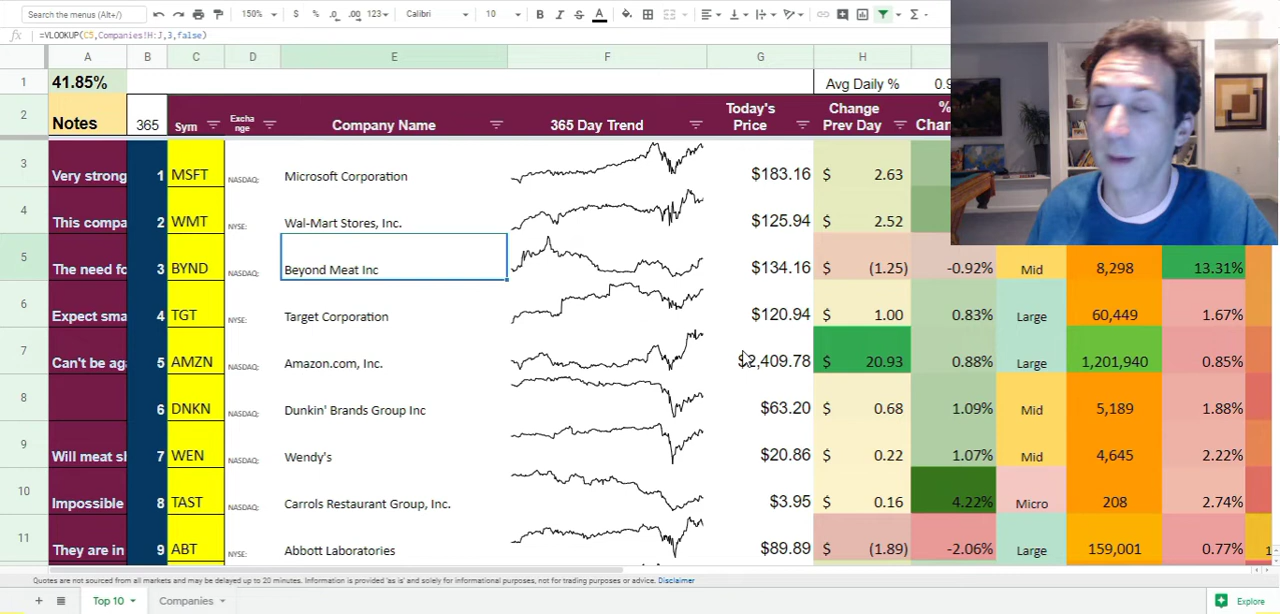 Search the menus (Alt+/) 150% $ % .0 .00 123 Calibri 10 B I S A
fx =VLOOKUP(C5,Companies!H:J,3,false)
A B C D E F G H
1 41.85% Avg Daily %
2 Notes 365 Sym Excha nge Company Name 365 Day Trend Today's Price Change Prev Day
3 Very strong 1 MSFT NASDAQ: Microsoft Corporation $183.16 $ 2.63
4 This compa 2 WMT NYSE: Wal-Mart Stores, Inc. $125.94 $ 2.52
5 The need fo 3 BYND NASDAQ: Beyond Meat Inc $134.16 $ (1.25) -0.92% Mid 8,298 13.31%
6 Expect sma 4 TGT NYSE: Target Corporation $120.94 $ 1.00 0.83% Large 60,449 1.67%
7 Can't be ag 5 AMZN NASDAQ: Amazon.com, Inc. $2,409.78 $ 20.93 0.88% Large 1,201,940 0.85%
8 6 DNKN NASDAQ: Dunkin' Brands Group Inc $63.20 $ 0.68 1.09% Mid 5,189 1.88%
9 Will meat sl 7 WEN NASDAQ: Wendy's $20.86 $ 0.22 1.07% Mid 4,645 2.22%
10 Impossible 8 TAST NASDAQ: Carrols Restaurant Group, Inc. $3.95 $ 0.16 4.22% Micro 208 2.74%
11 They are in 9 ABT NYSE: Abbott Laboratories $89.89 $ (1.89) -2.06% Large 159,001 0.77%
Quotes are not sourced from all markets and may be delayed up to 20 minutes. Information is provided 'as is' and solely for informational purposes, not for trading purposes or advice. Disclaimer
Top 10 Companies Explore